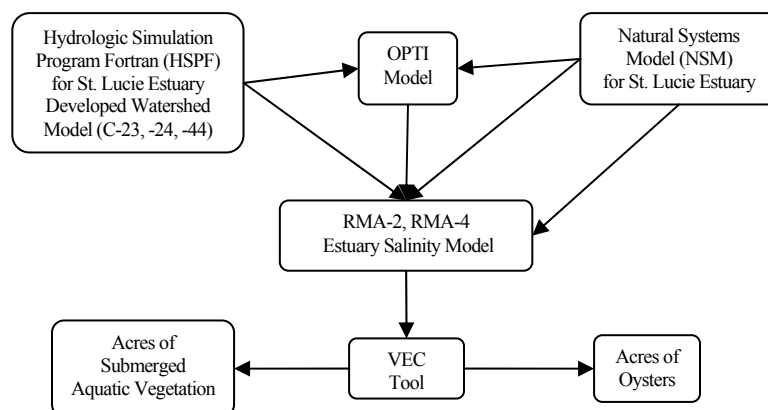 Hydrologic Simulation
Program Fortran (HSPF)
for St. Lucie Estuary
Developed Watershed
Model (C-23, -24, -44)
OPTI
Model
Natural Systems
Model (NSM)
for St. Lucie Estuary
RMA-2, RMA-4
Estuary Salinity Model
Acres of
Submerged
Aquatic Vegetation
VEC
Tool
Acres of
Oysters